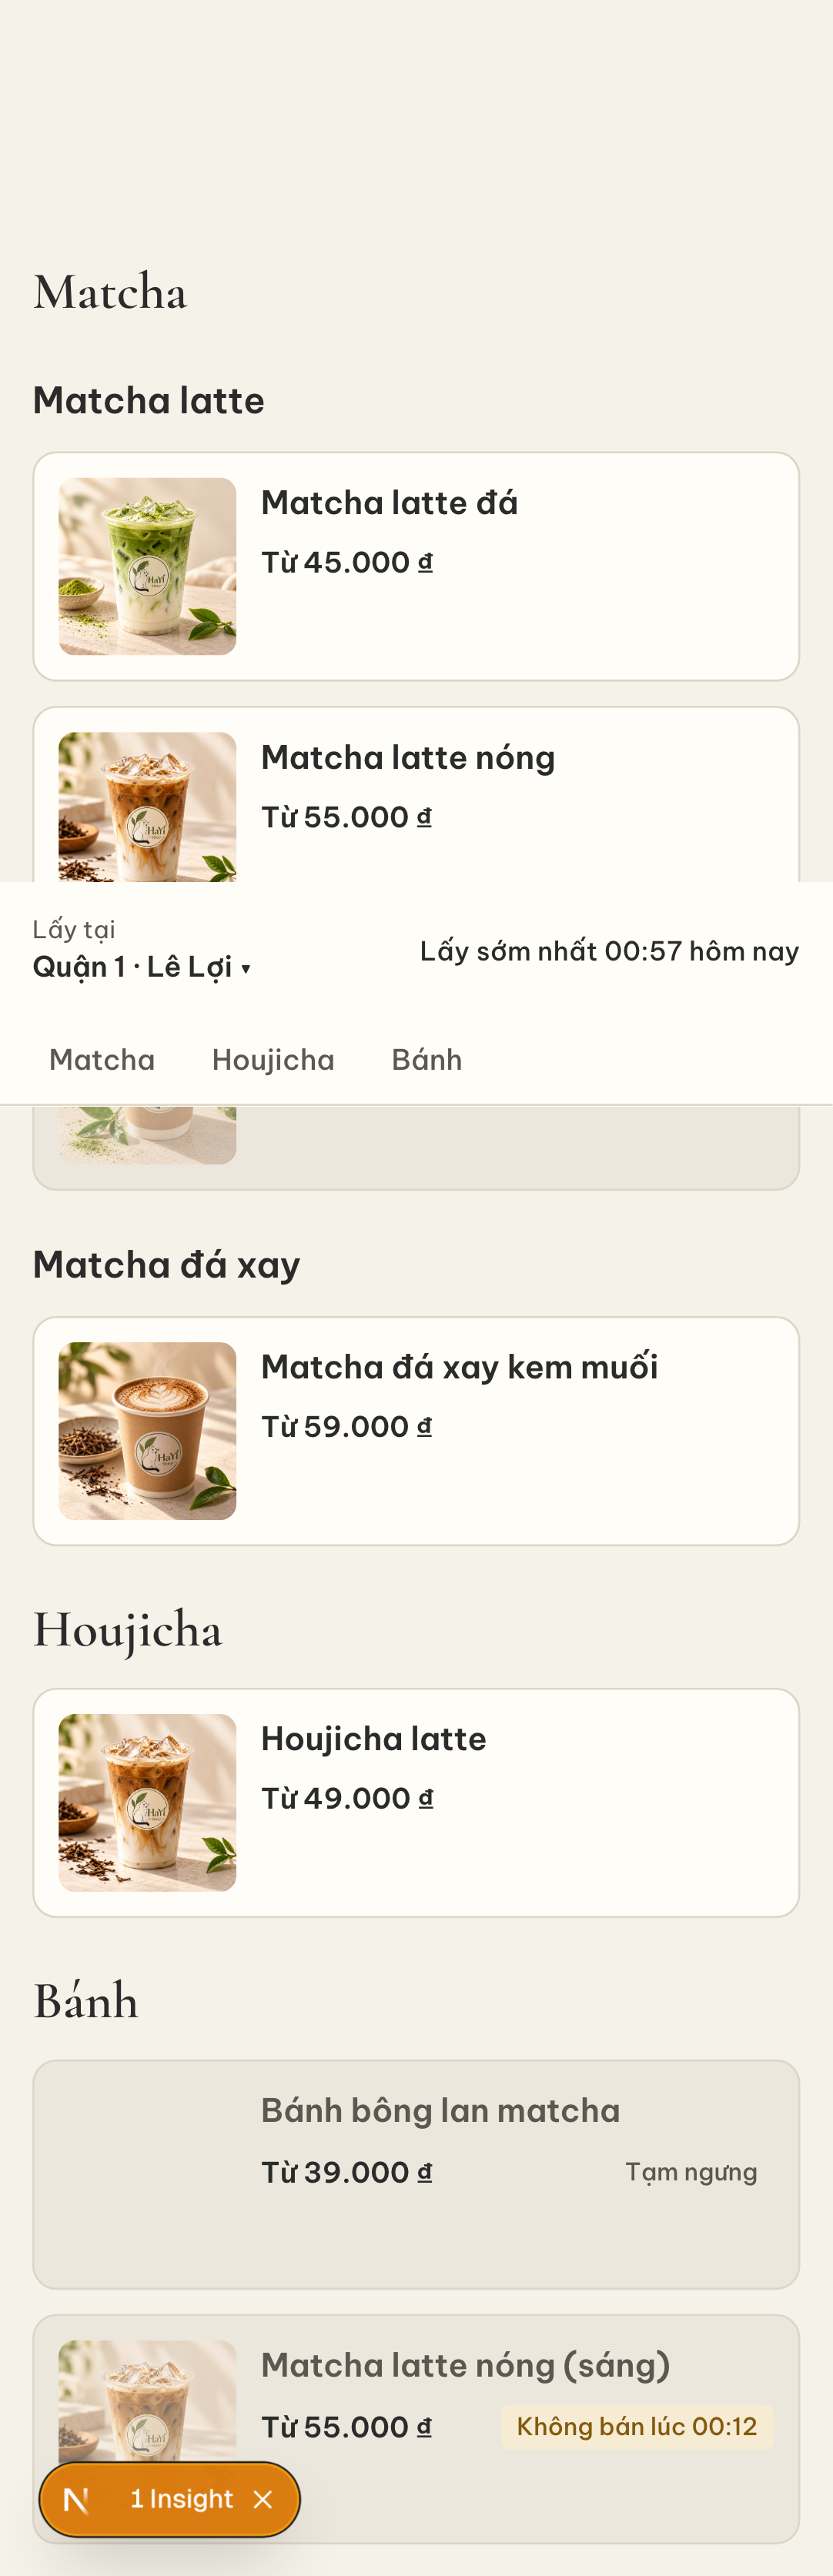 Matcha
Matcha latte
Matcha latte đá
Từ 45.000 ₫
Matcha latte nóng
Từ 55.000 ₫
Lấy tại
Quận 1 · Lê Lợi ▾
Lấy sớm nhất 00:57 hôm nay
Matcha Houjicha Bánh
Matcha đá xay
Matcha đá xay kem muối
Từ 59.000 ₫
Houjicha
Houjicha latte
Từ 49.000 ₫
Bánh
Bánh bông lan matcha
Từ 39.000 ₫
Tạm ngưng
Matcha latte nóng (sáng)
Từ 55.000 ₫
Không bán lúc 00:12
N 1 Insight